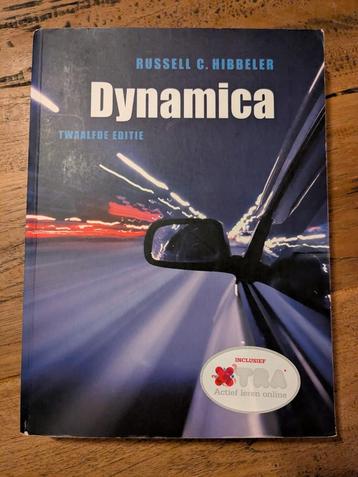 RUSSELL C. HIBBELER
Dynamica
TWAALFDE EDITIE
INCLUSIEF
XTRA
Actief leren online